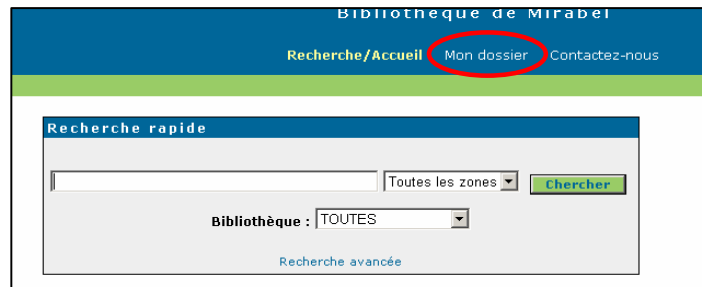 Bibliothèque de Mirabel
Recherche/Accueil Mon dossier Contactez-nous
Recherche rapide
Toutes les zones Chercher
Bibliothèque : TOUTES
Recherche avancée